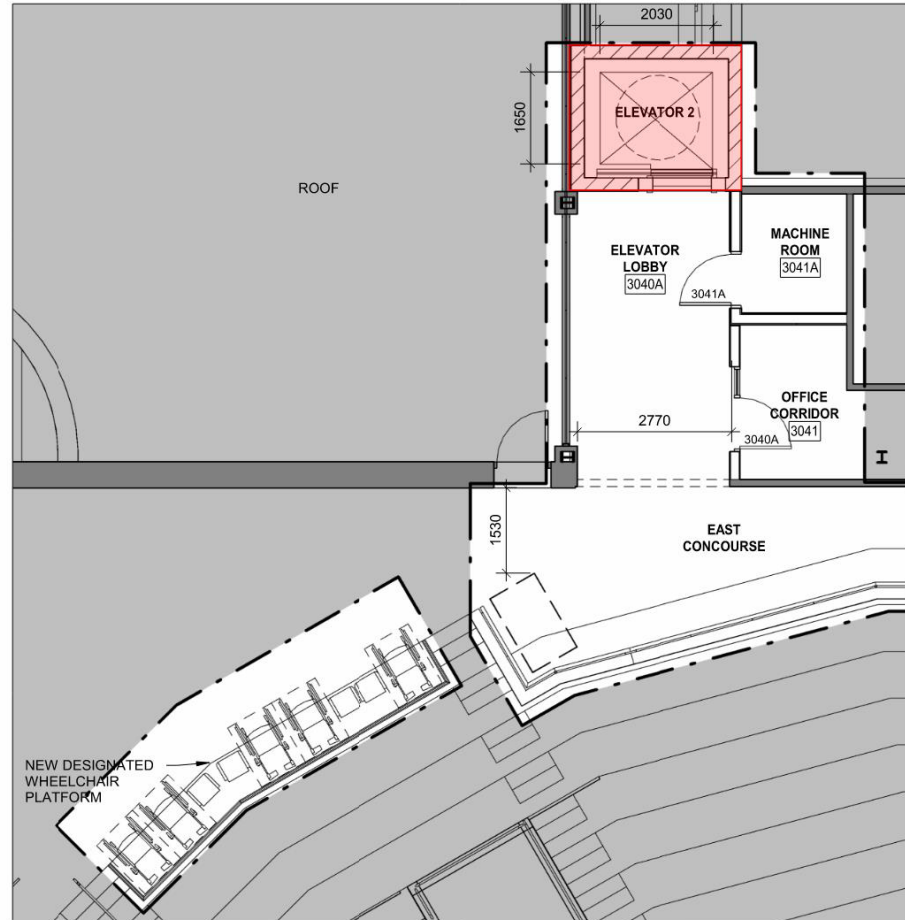 2030
1650
ELEVATOR 2
ROOF
ELEVATOR
LOBBY
3040A
MACHINE
ROOM
3041A
3041A
OFFICE
CORRIDOR
3041
3040A
2770
1530
EAST
CONCOURSE
NEW DESIGNATED
WHEELCHAIR
PLATFORM